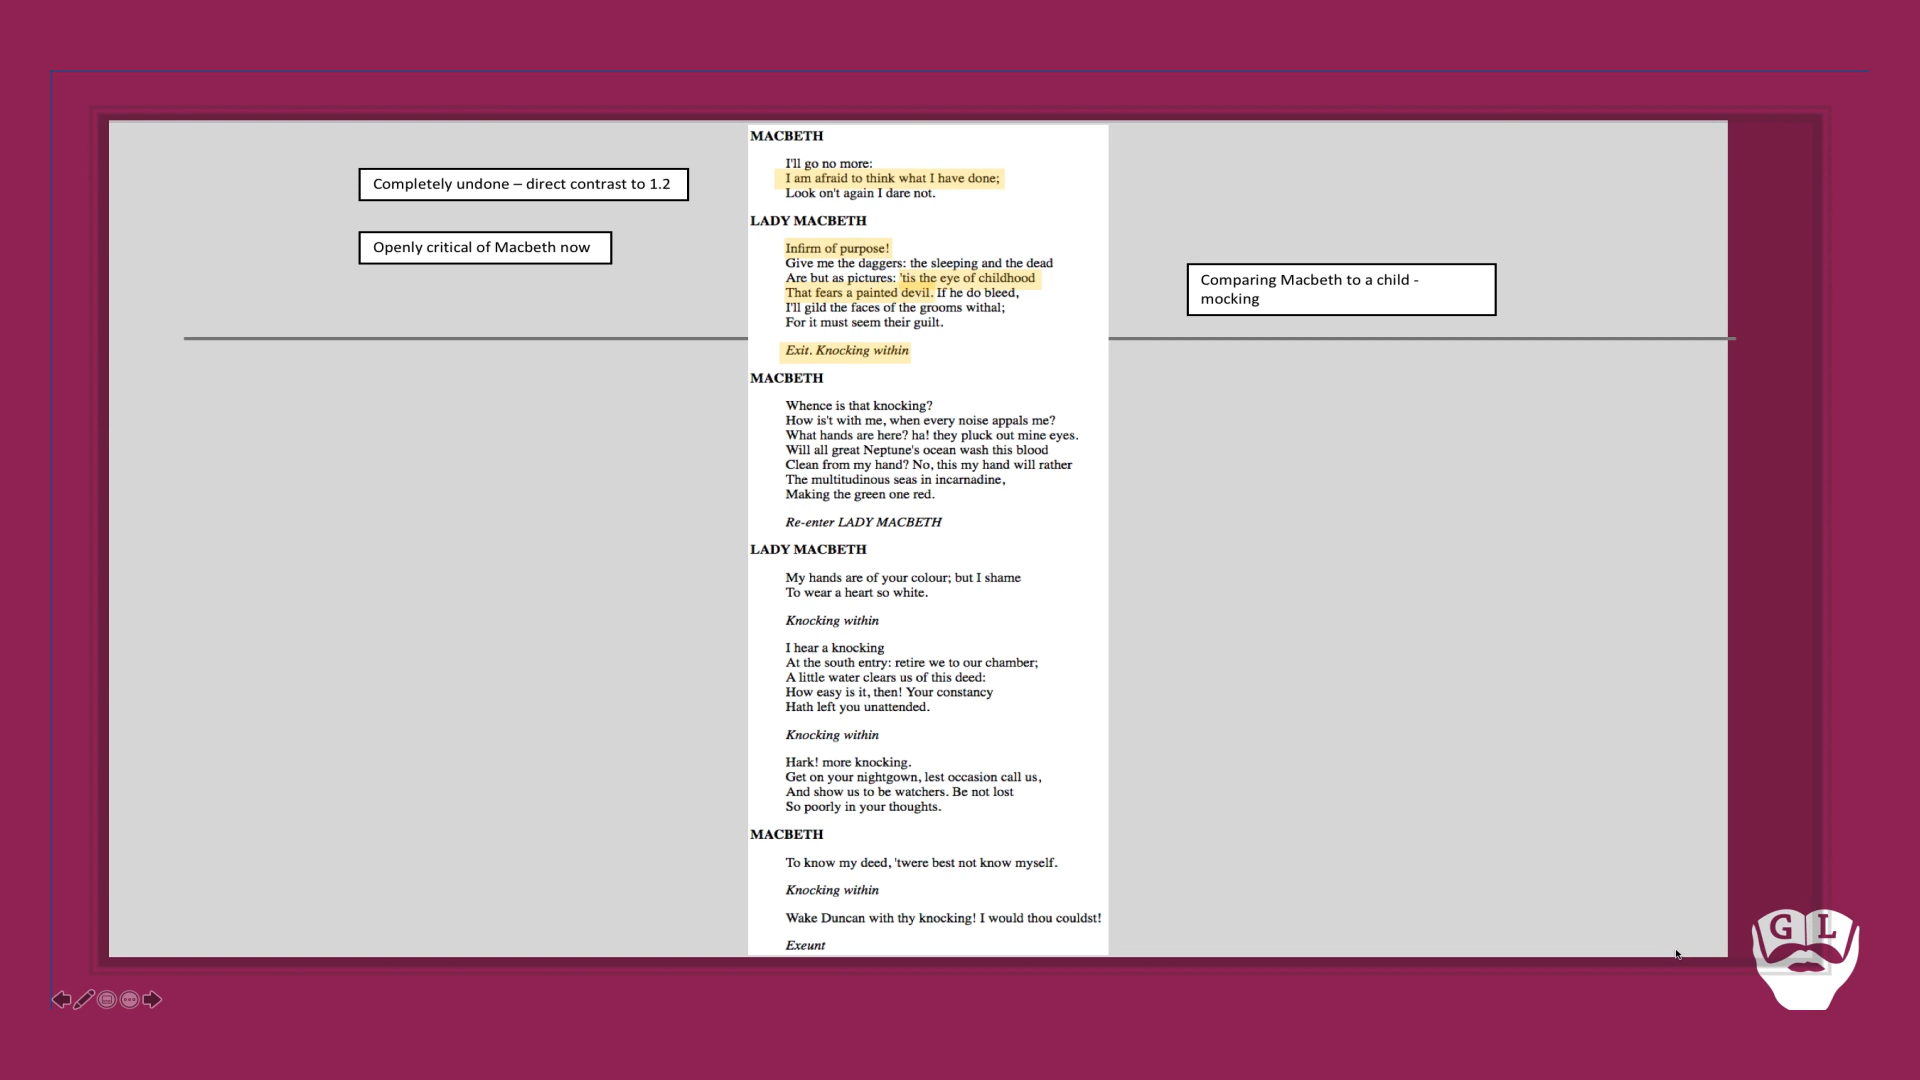 Completely undone – direct contrast to 1.2
Openly critical of Macbeth now
MACBETH
I'll go no more:
I am afraid to think what I have done;
Look on't again I dare not.
LADY MACBETH
Infirm of purpose!
Give me the daggers: the sleeping and the dead
Are but as pictures: 'tis the eye of childhood
That fears a painted devil. If he do bleed,
I'll gild the faces of the grooms withal;
For it must seem their guilt.
Exit. Knocking within
MACBETH
Whence is that knocking?
How is't with me, when every noise appals me?
What hands are here? ha! they pluck out mine eyes.
Will all great Neptune's ocean wash this blood
Clean from my hand? No, this my hand will rather
The multitudinous seas in incarnadine,
Making the green one red.
Re-enter LADY MACBETH
LADY MACBETH
My hands are of your colour; but I shame
To wear a heart so white.
Knocking within
I hear a knocking
At the south entry: retire we to our chamber;
A little water clears us of this deed:
How easy is it, then! Your constancy
Hath left you unattended.
Knocking within
Hark! more knocking.
Get on your nightgown, lest occasion call us,
And show us to be watchers. Be not lost
So poorly in your thoughts.
MACBETH
To know my deed, 'twere best not know myself.
Knocking within
Wake Duncan with thy knocking! I would thou couldst!
Exeunt
Comparing Macbeth to a child -
mocking
G L